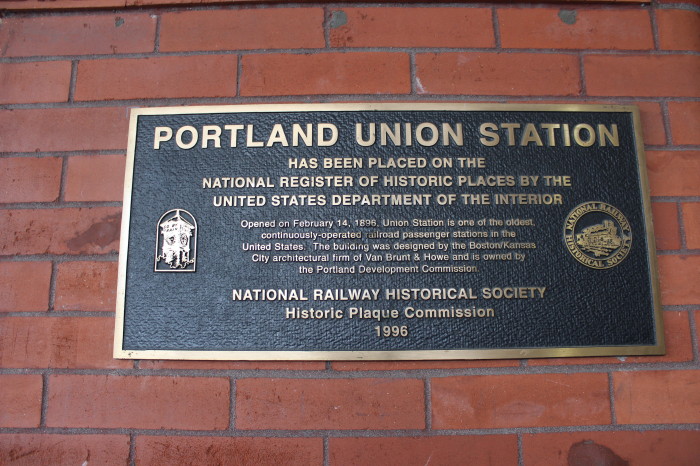 PORTLAND UNION STATION
HAS BEEN PLACED ON THE
NATIONAL REGISTER OF HISTORIC PLACES BY THE
UNITED STATES DEPARTMENT OF THE INTERIOR
Opened on February 14, 1896, Union Station is one of the oldest,
continuously-operated, railroad passenger stations in the
United States. The building was designed by the Boston/Kansas
City architectural firm of Van Brunt & Howe and is owned by
the Portland Development Commission.
NATIONAL RAILWAY HISTORICAL SOCIETY
Historic Plaque Commission
1996
NATIONAL RAILWAY
HISTORICAL SOCIETY